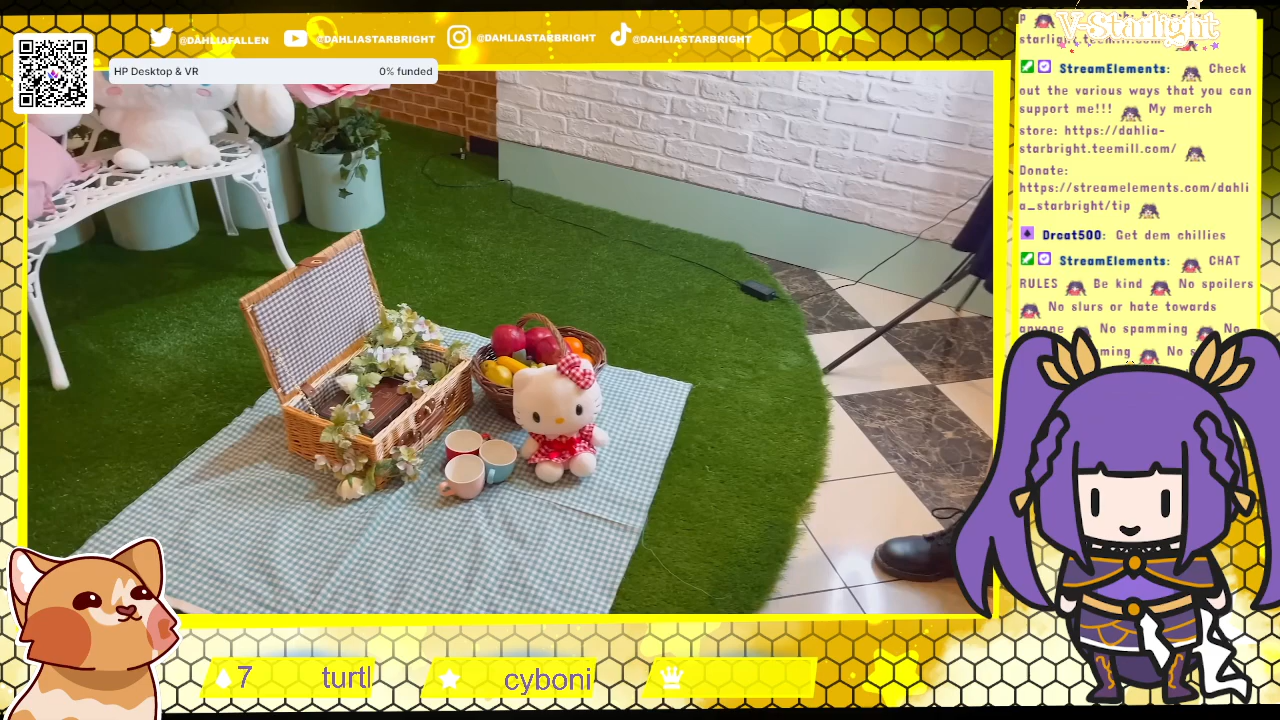 @DAHLIAFALLEN @DAHLIASTARBRIGHT @DAHLIASTARBRIGHT @DAHLIASTARBRIGHT
HP Desktop & VR 0% funded
V-Starlight
StreamElements: Check
out the various ways that you can
support me!!! My merch
store: https://dahlia-
starbright.teemill.com/
Donate:
https://streamelements.com/dahli
a_starbright/tip
Drcat500: Get dem chillies
StreamElements: CHAT
RULES Be kind No spoilers
No slurs or hate towards
anyone No spamming No
7 turtl
cyboni